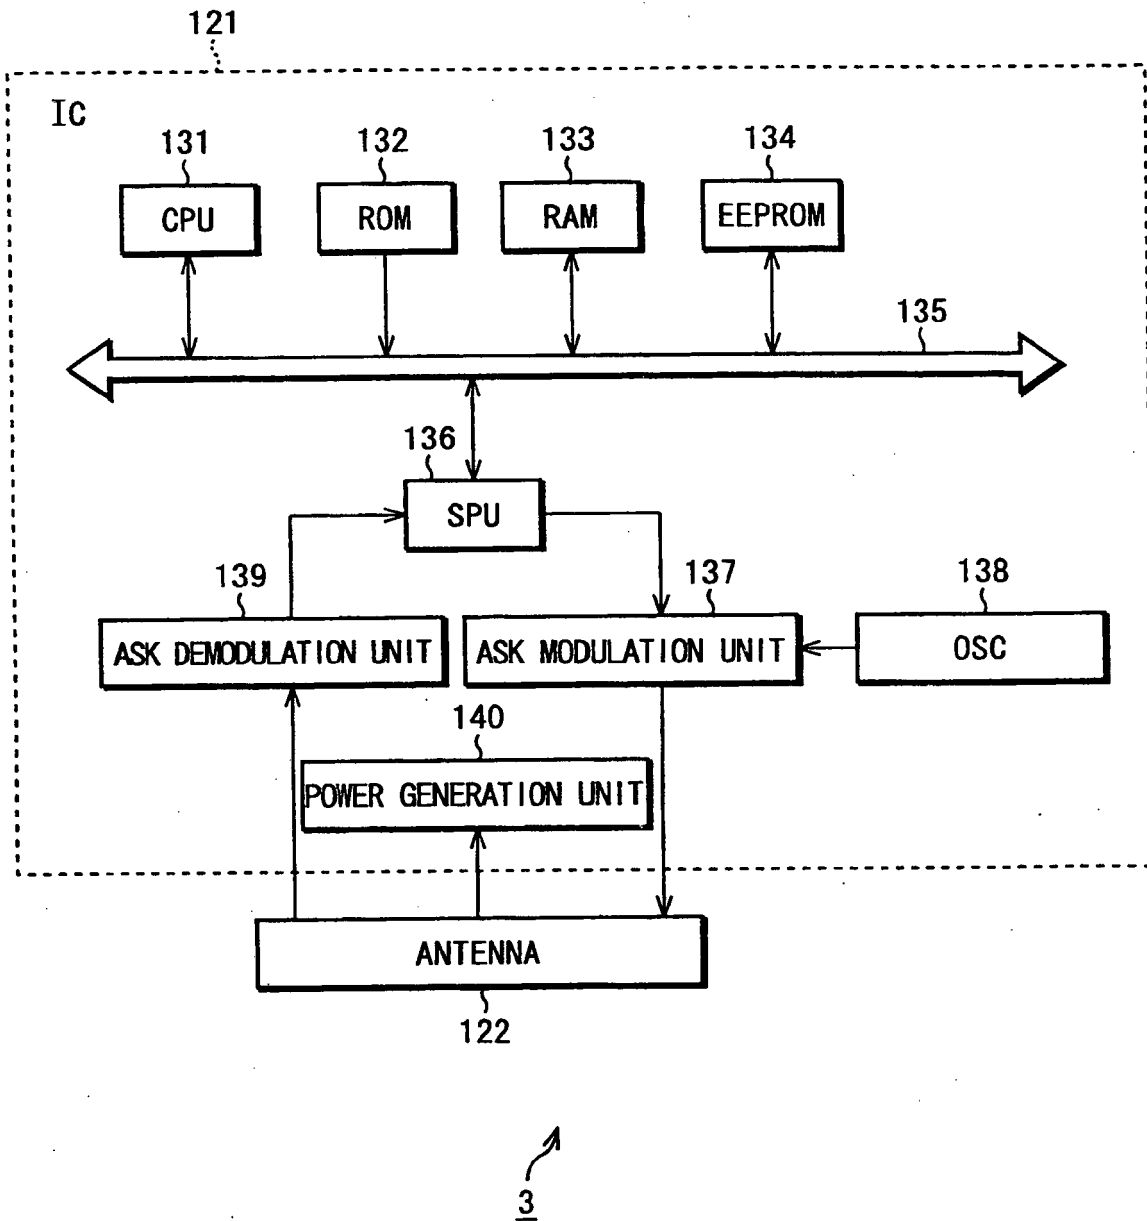 121
IC
131 132 133 134
CPU ROM RAM EEPROM
135
136
SPU
139 137 138
ASK DEMODULATION UNIT ASK MODULATION UNIT OSC
140
POWER GENERATION UNIT
ANTENNA
122
3